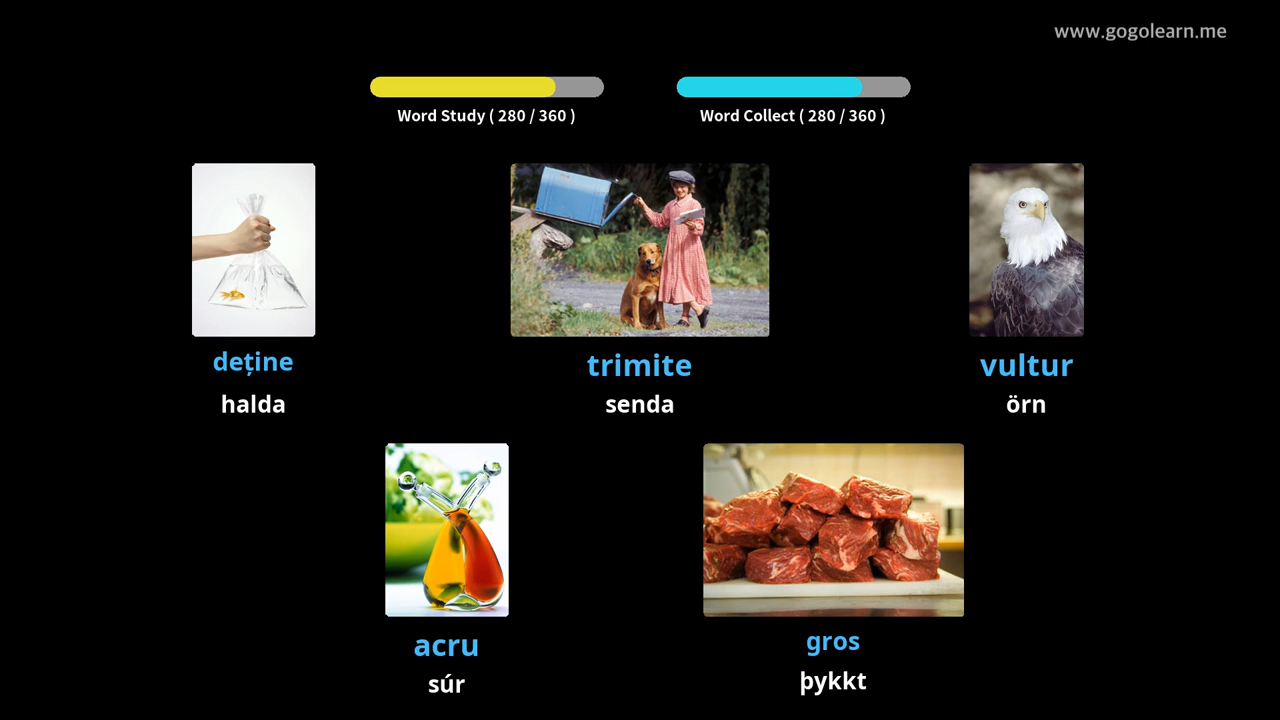 www.gogolearn.me
Word Study ( 280 / 360 )
Word Collect ( 280 / 360 )
deține
halda
trimite
senda
vultur
örn
acru
súr
gros
þykkt